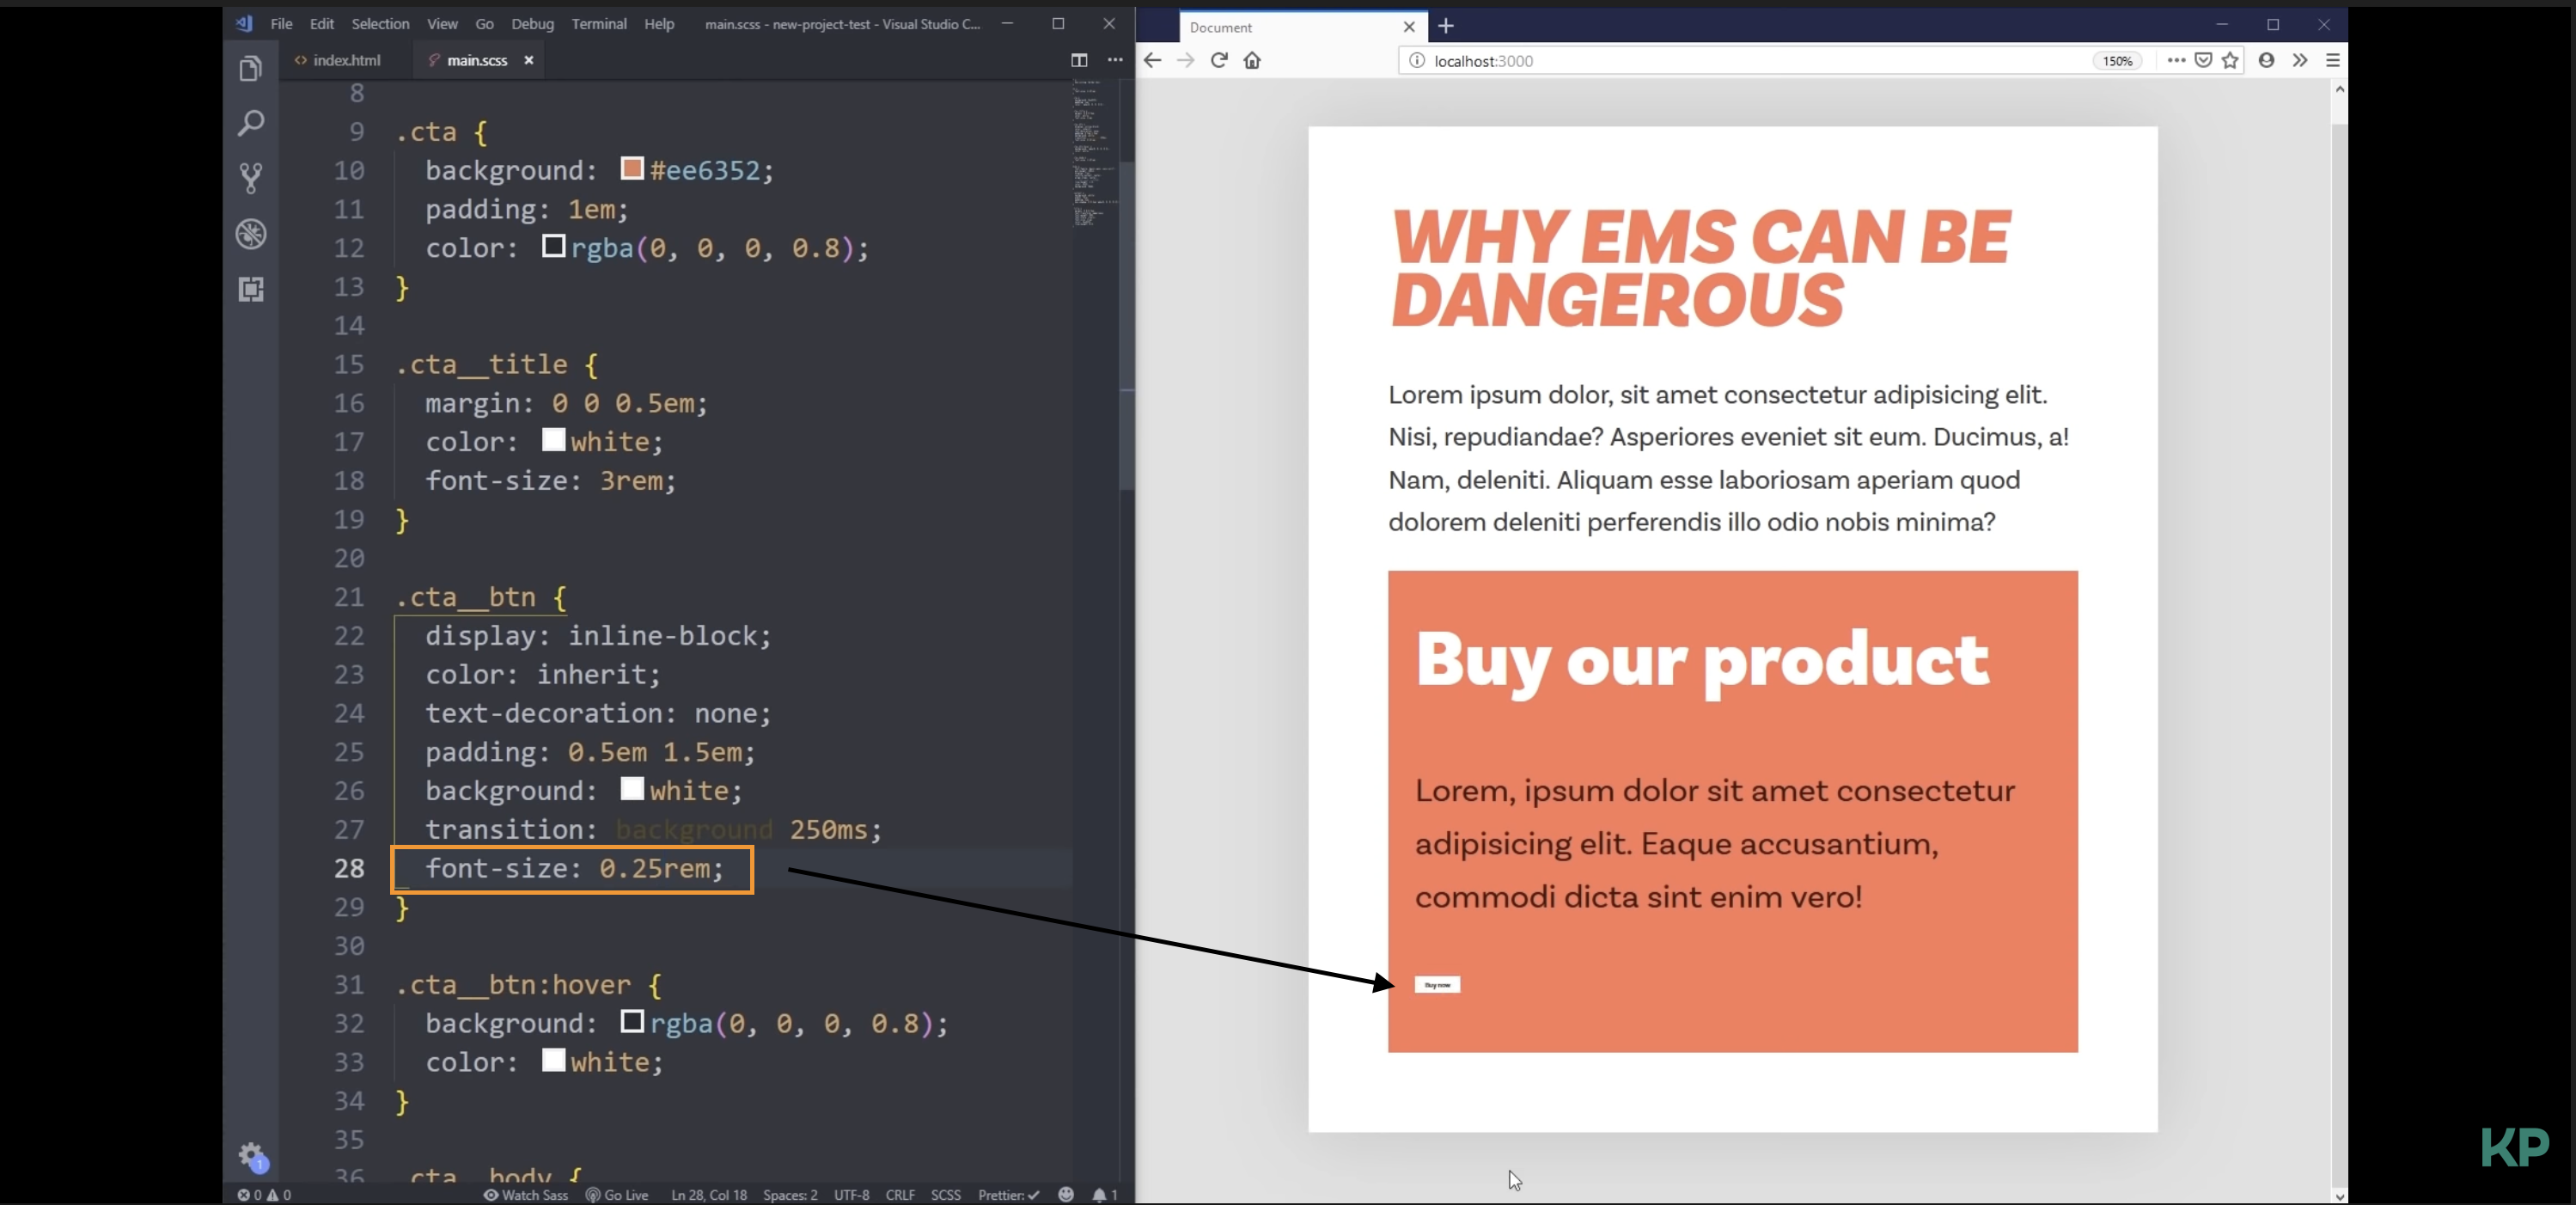 File Edit Selection View Go Debug Terminal Help main.scss - new-project-test - Visual Studio C...
index.html main.scss
8
9 .cta {
10 background: #ee6352;
11 padding: 1em;
12 color: rgba(0, 0, 0, 0.8);
13 }
14
15 .cta__title {
16 margin: 0 0 0.5em;
17 color: white;
18 font-size: 3rem;
19 }
20
21 .cta__btn {
22 display: inline-block;
23 color: inherit;
24 text-decoration: none;
25 padding: 0.5em 1.5em;
26 background: white;
27 transition: background 250ms;
28 font-size: 0.25rem;
29 }
30
31 .cta__btn:hover {
32 background: rgba(0, 0, 0, 0.8);
33 color: white;
34 }
35
36 .cta__body {
1
0 0 Watch Sass Go Live Ln 28, Col 18 Spaces: 2 UTF-8 CRLF SCSS Prettier: 1
Document
localhost:3000 150%
WHY EMS CAN BE
DANGEROUS
Lorem ipsum dolor, sit amet consectetur adipisicing elit.
Nisi, repudiandae? Asperiores eveniet sit eum. Ducimus, a!
Nam, deleniti. Aliquam esse laboriosam aperiam quod
dolorem deleniti perferendis illo odio nobis minima?
Buy our product
Lorem, ipsum dolor sit amet consectetur
adipisicing elit. Eaque accusantium,
commodi dicta sint enim vero!
Buy now
KP